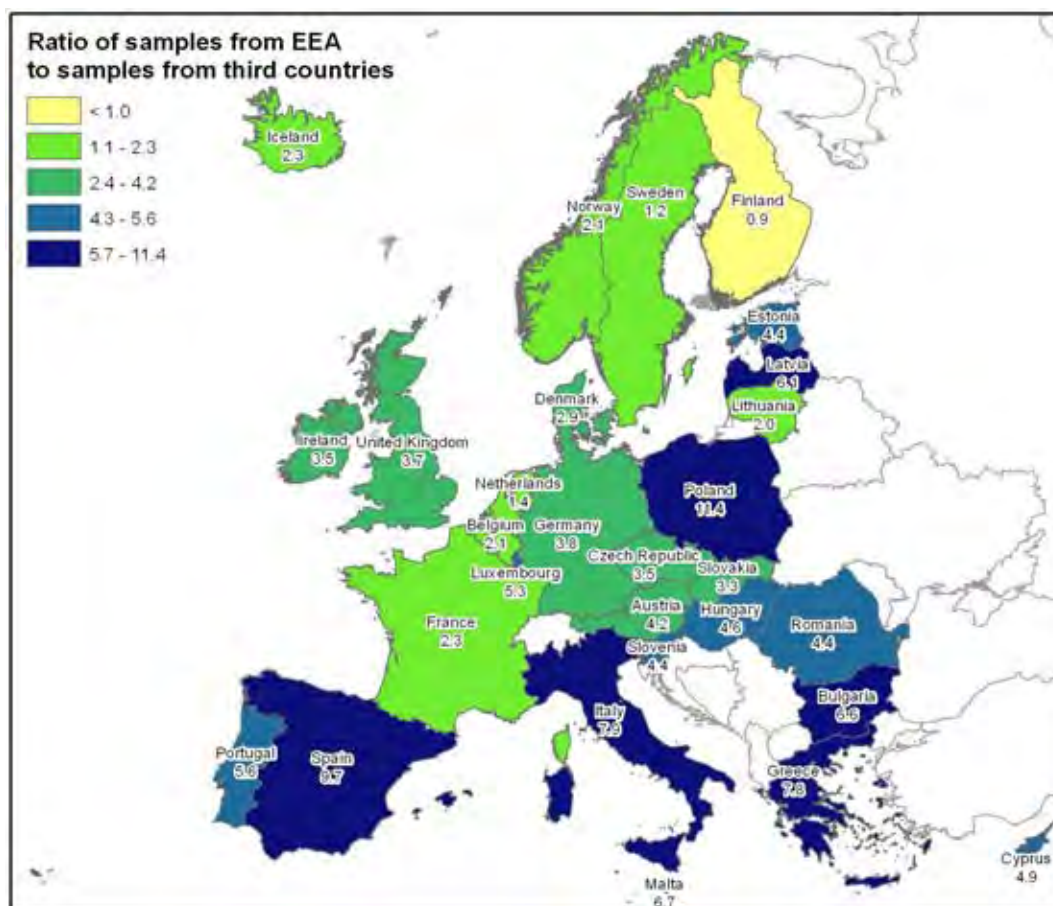 Ratio of samples from EEA
to samples from third countries
< 1.0
1.1 - 2.3
2.4 - 4.2
4.3 - 5.6
5.7 - 11.4
Iceland
2.3
Norway
2.1
Sweden
1.2
Finland
0.9
Estonia
4.4
Latvia
6.1
Lithuania
2.0
Denmark
2.9
Ireland
3.5
United Kingdom
3.7
Netherlands
1.4
Belgium
2.1
Luxembourg
5.3
Germany
3.8
Poland
11.4
Czech Republic
3.5
Slovakia
3.3
Austria
4.2
Hungary
4.6
Slovenia
4.4
Romania
4.4
France
2.3
Bulgaria
6.6
Italy
7.9
Portugal
5.6
Spain
9.7
Greece
7.8
Cyprus
4.9
Malta
6.7